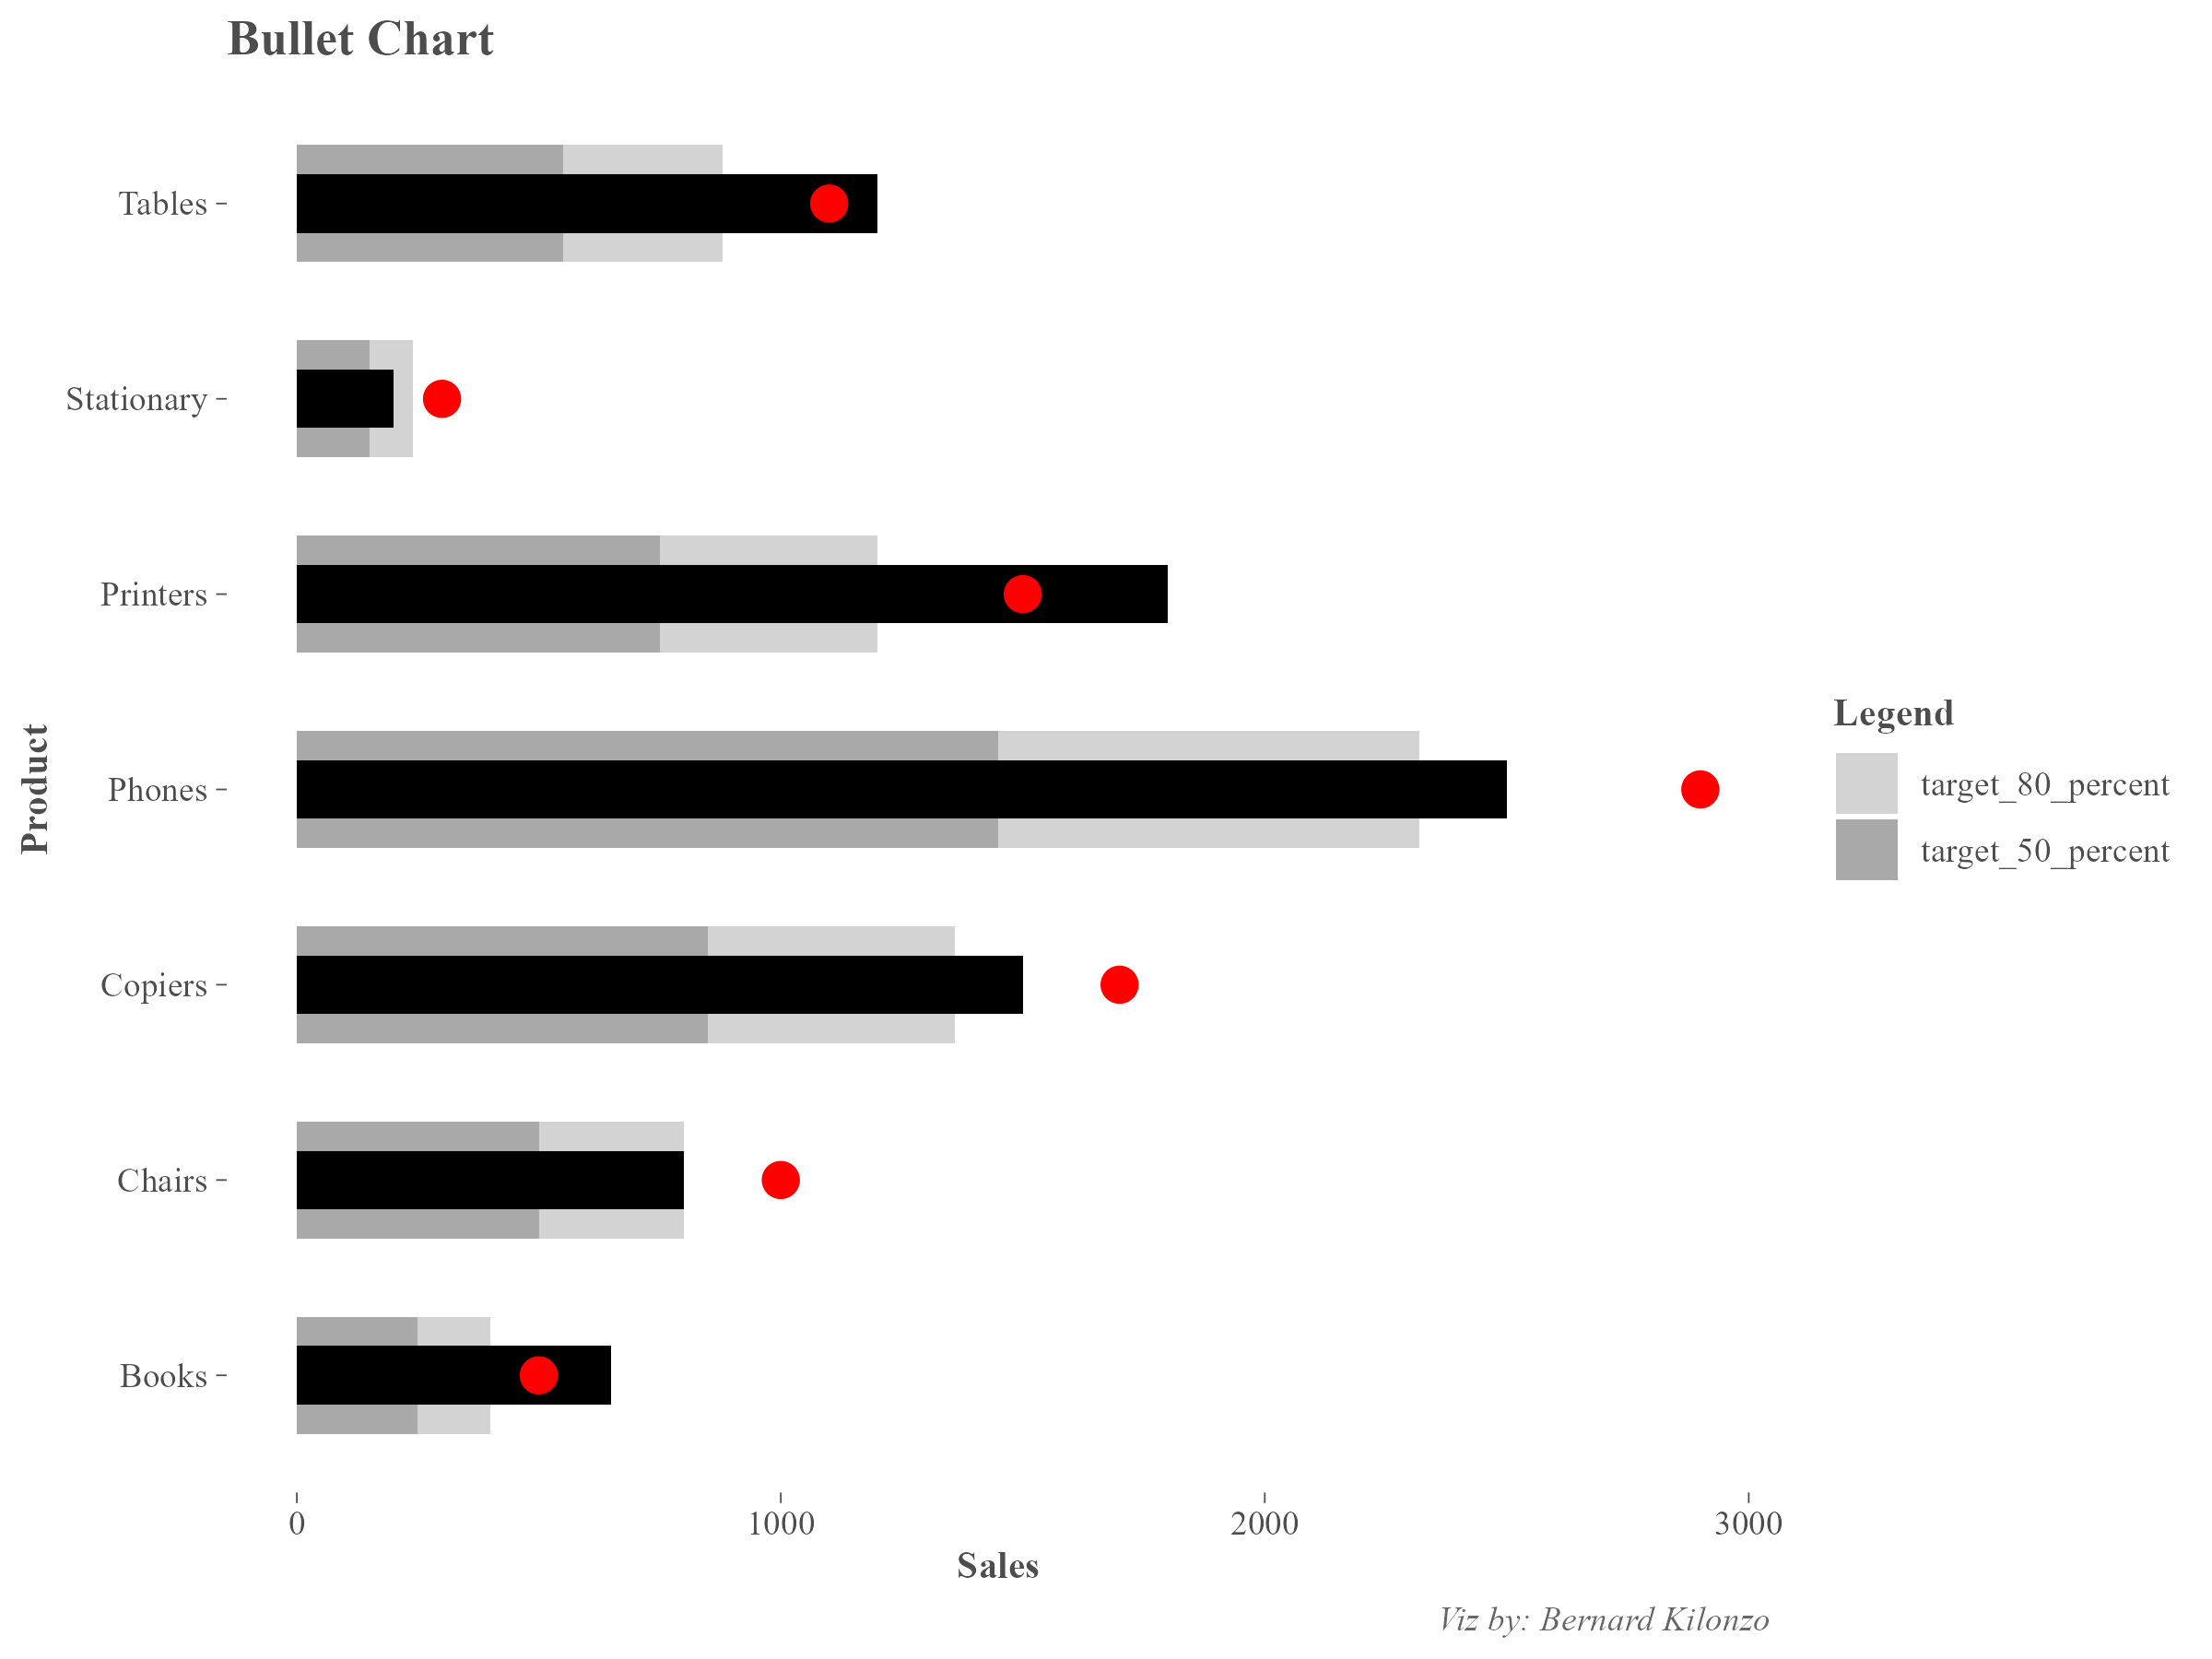 Bullet Chart
Tables
Stationary
Printers
Phones
Copiers
Chairs
Books
Product
0 1000 2000 3000
Sales
Legend
target_80_percent
target_50_percent
Viz by: Bernard Kilonzo